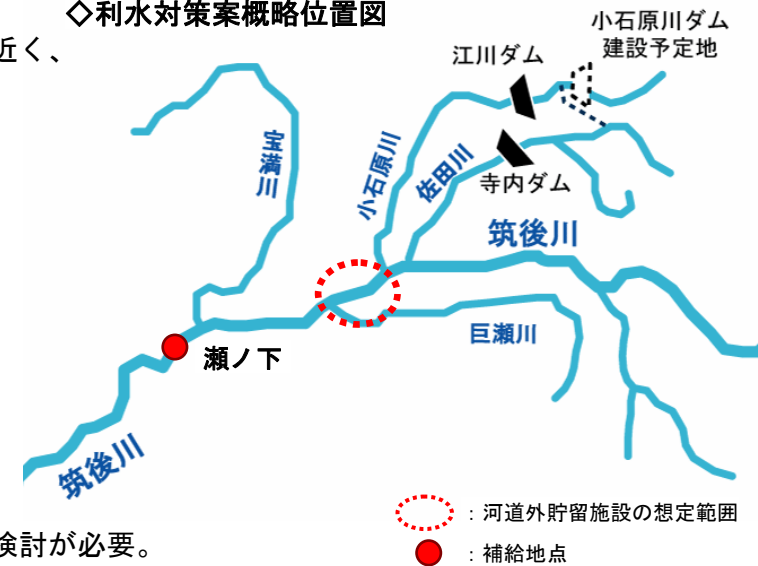 ◇利水対策案概略位置図
近く、
小石原川ダム
建設予定地
江川ダム
宝満川
小石原川
佐田川
寺内ダム
筑後川
巨瀬川
瀬ノ下
筑後川
：河道外貯留施設の想定範囲
検討が必要。
：補給地点